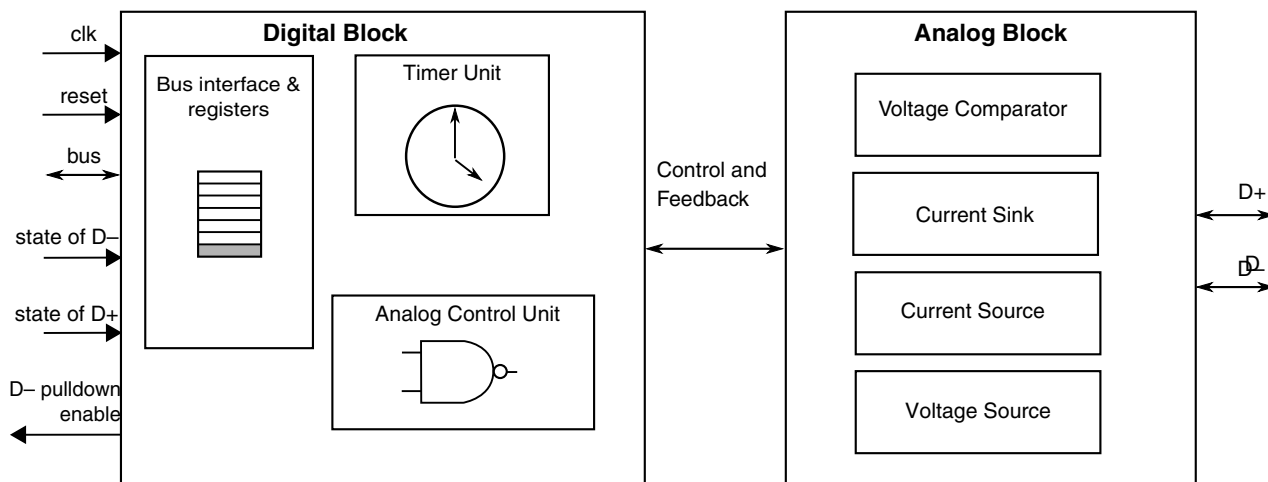 clk
reset
bus
state of D–
state of D+
D– pulldown
enable
Digital Block
Bus interface &
registers
Timer Unit
Analog Control Unit
Control and
Feedback
Analog Block
Voltage Comparator
Current Sink
Current Source
Voltage Source
D+
D
D–